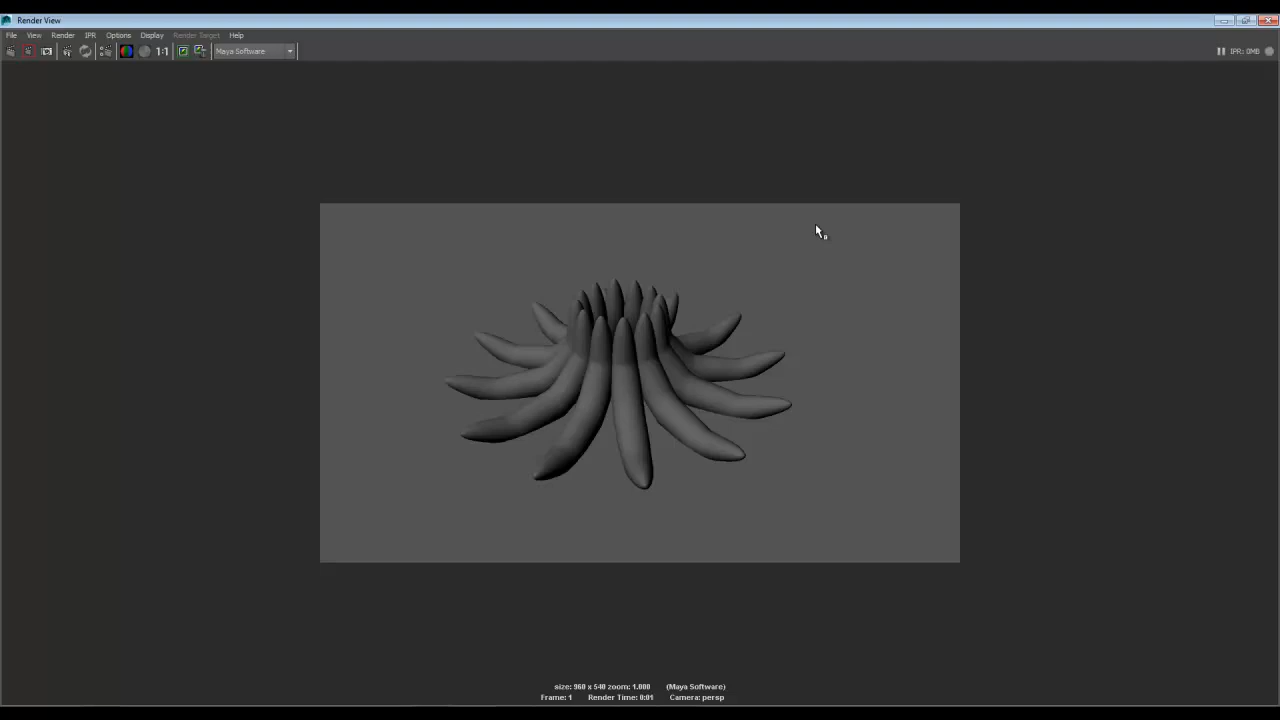 Render View
File View Render IPR Options Display Render Target Help
1:1 Maya Software IPR: 0MB
size: 960 x 540 zoom: 1.000 (Maya Software)
Frame: 1 Render Time: 0:01 Camera: persp